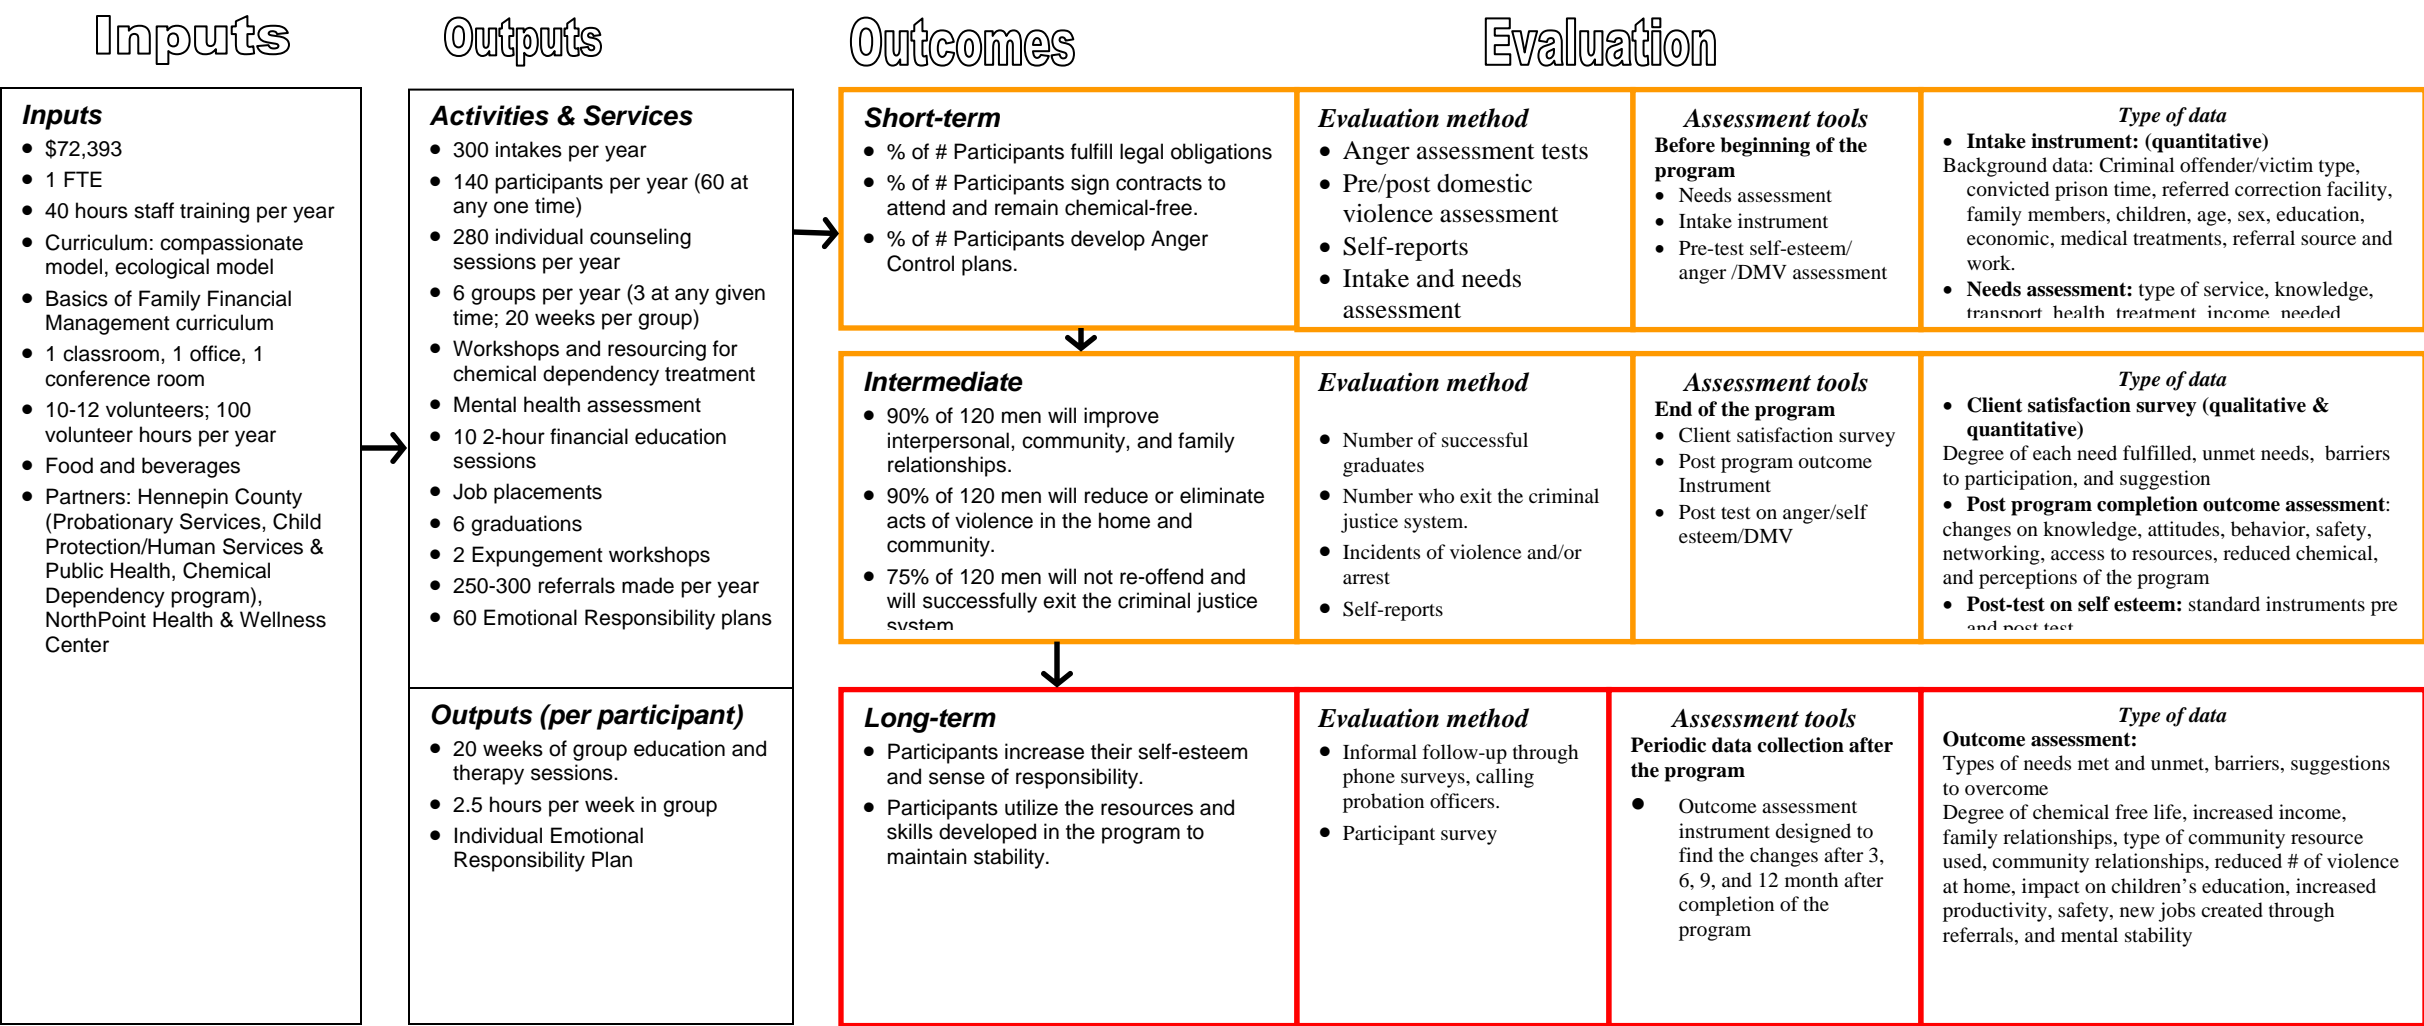 Inputs
Outputs
Outcomes
Evaluation
Inputs
• $72,393
• 1 FTE
• 40 hours staff training per year
• Curriculum: compassionate
model, ecological model
• Basics of Family Financial
Management curriculum
• 1 classroom, 1 office, 1
conference room
• 10-12 volunteers; 100
volunteer hours per year
• Food and beverages
• Partners: Hennepin County
(Probationary Services, Child
Protection/Human Services &
Public Health, Chemical
Dependency program),
NorthPoint Health & Wellness
Center
Activities & Services
• 300 intakes per year
• 140 participants per year (60 at
any one time)
• 280 individual counseling
sessions per year
• 6 groups per year (3 at any given
time; 20 weeks per group)
• Workshops and resourcing for
chemical dependency treatment
• Mental health assessment
• 10 2-hour financial education
sessions
• Job placements
• 6 graduations
• 2 Expungement workshops
• 250-300 referrals made per year
• 60 Emotional Responsibility plans
Outputs (per participant)
• 20 weeks of group education and
therapy sessions.
• 2.5 hours per week in group
• Individual Emotional
Responsibility Plan
Short-term
• % of # Participants fulfill legal obligations
• % of # Participants sign contracts to
attend and remain chemical-free.
• % of # Participants develop Anger
Control plans.
Evaluation method
• Anger assessment tests
• Pre/post domestic
violence assessment
• Self-reports
• Intake and needs
assessment
Assessment tools
Before beginning of the
program
• Needs assessment
• Intake instrument
• Pre-test self-esteem/
anger /DMV assessment
Type of data
• Intake instrument: (quantitative)
Background data: Criminal offender/victim type,
convicted prison time, referred correction facility,
family members, children, age, sex, education,
economic, medical treatments, referral source and
work.
• Needs assessment: type of service, knowledge,
transport, health, treatment, income, needed
Intermediate
• 90% of 120 men will improve
interpersonal, community, and family
relationships.
• 90% of 120 men will reduce or eliminate
acts of violence in the home and
community.
• 75% of 120 men will not re-offend and
will successfully exit the criminal justice
system
Evaluation method
• Number of successful
graduates
• Number who exit the criminal
justice system.
• Incidents of violence and/or
arrest
• Self-reports
Assessment tools
End of the program
• Client satisfaction survey
• Post program outcome
Instrument
• Post test on anger/self
esteem/DMV
Type of data
• Client satisfaction survey (qualitative &
quantitative)
Degree of each need fulfilled, unmet needs, barriers
to participation, and suggestion
• Post program completion outcome assessment:
changes on knowledge, attitudes, behavior, safety,
networking, access to resources, reduced chemical,
and perceptions of the program
• Post-test on self esteem: standard instruments pre
and post test
Long-term
• Participants increase their self-esteem
and sense of responsibility.
• Participants utilize the resources and
skills developed in the program to
maintain stability.
Evaluation method
• Informal follow-up through
phone surveys, calling
probation officers.
• Participant survey
Assessment tools
Periodic data collection after
the program
• Outcome assessment
instrument designed to
find the changes after 3,
6, 9, and 12 month after
completion of the
program
Type of data
Outcome assessment:
Types of needs met and unmet, barriers, suggestions
to overcome
Degree of chemical free life, increased income,
family relationships, type of community resource
used, community relationships, reduced # of violence
at home, impact on children's education, increased
productivity, safety, new jobs created through
referrals, and mental stability